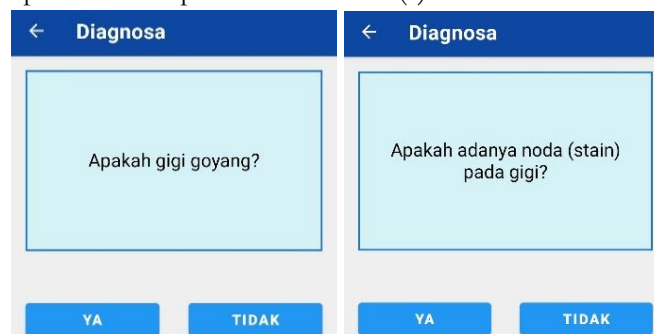 ← Diagnosa
Apakah gigi goyang?
YA TIDAK
← Diagnosa
Apakah adanya noda (stain)
pada gigi?
YA TIDAK